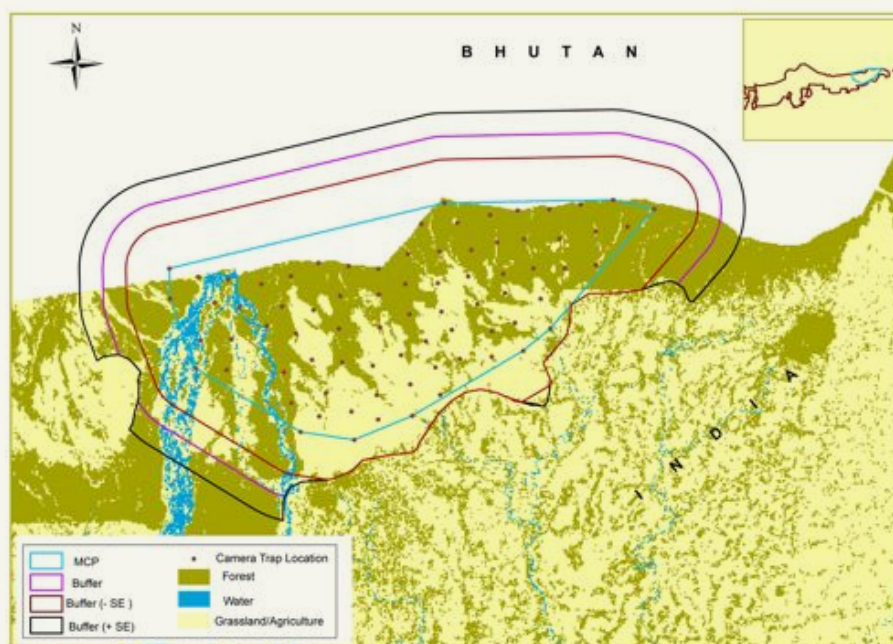 N
B H U T A N
I N D I A
MCP
Buffer
Buffer (- SE )
Buffer (+ SE)
Camera Trap Location
Forest
Water
Grassland/Agriculture